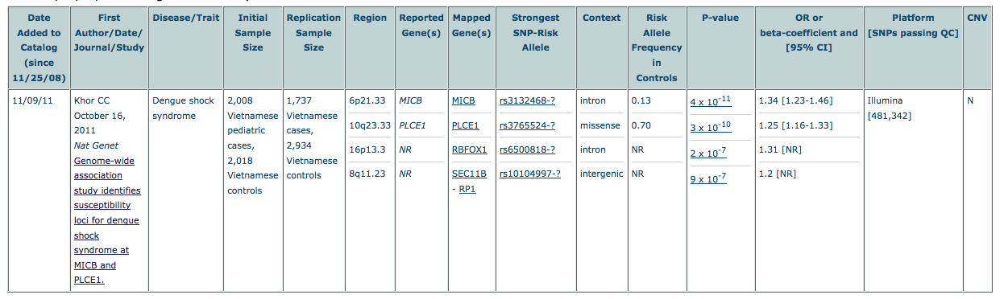 Date Added to Catalog (since 11/25/08)
First Author/Date/ Journal/Study
Disease/Trait
Initial Sample Size
Replication Sample Size
Region
Reported Gene(s)
Mapped Gene(s)
Strongest SNP-Risk Allele
Context
Risk Allele Frequency in Controls
P-value
OR or beta-coefficient and [95% CI]
Platform [SNPs passing QC]
CNV
11/09/11
Khor CC
October 16,
2011
Nat Genet
Genome-wide
association
study identifies
susceptibility
loci for dengue
shock
syndrome at
MICB and
PLCE1.
Dengue shock
syndrome
2,008
Vietnamese
pediatric
cases,
2,018
Vietnamese
controls
1,737
Vietnamese
cases,
2,934
Vietnamese
controls
6p21.33 MICB MICB rs3132468-? intron 0.13 4 x 10-11 1.34 [1.23-1.46]
10q23.33 PLCE1 PLCE1 rs3765524-? missense 0.70 3 x 10-10 1.25 [1.16-1.33]
16p13.3 NR RBFOX1 rs6500818-? intron NR 2 x 10-7 1.31 [NR]
8q11.23 NR SEC11B - RP1 rs10104997-? intergenic NR 9 x 10-7 1.2 [NR]
Illumina
[481,342]
N